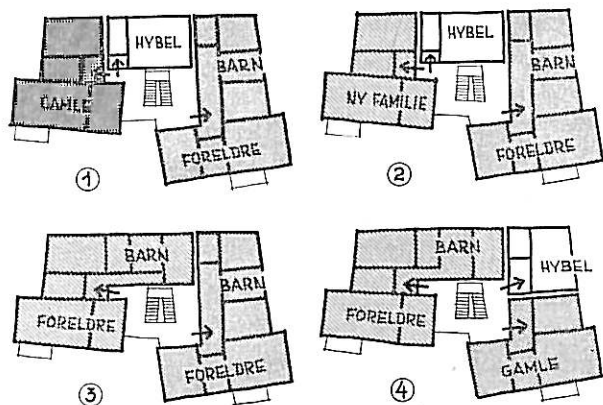 HYBEL
BARN
GAMLE
FORELDRE
1
HYBEL
BARN
NY FAMILIE
FORELDRE
2
BARN
BARN
FORELDRE
FORELDRE
3
BARN
HYBEL
FORELDRE
GAMLE
4